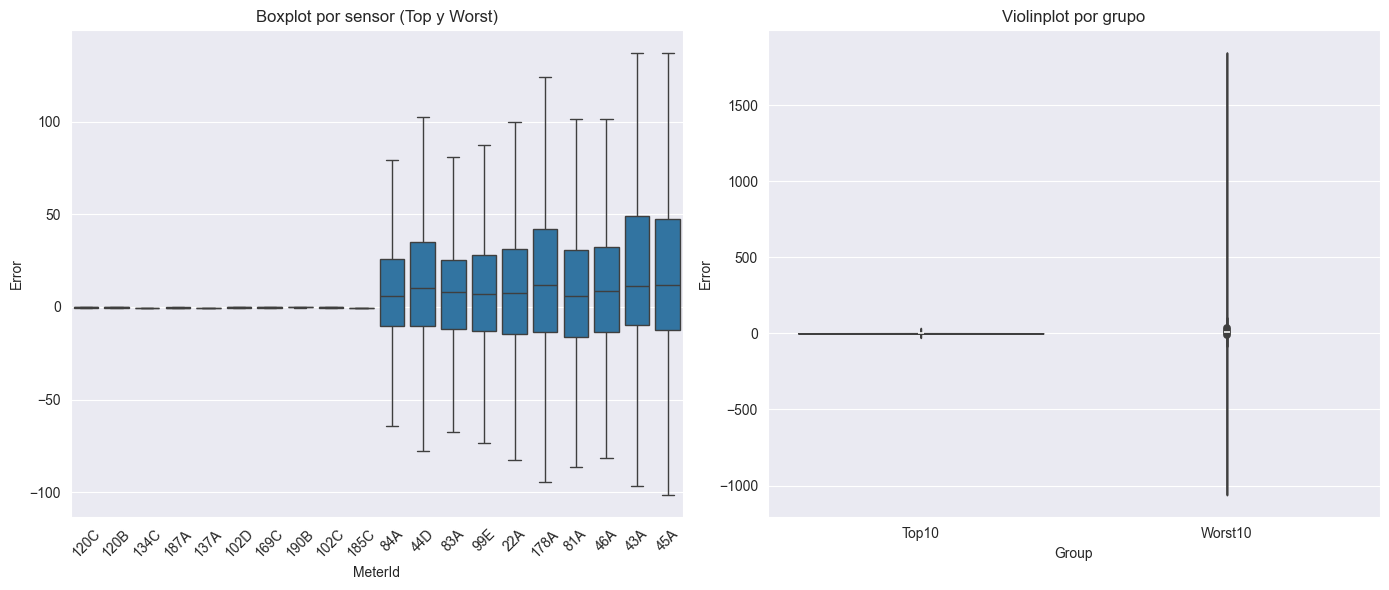 Boxplot por sensor (Top y Worst)
Error
100
50
0
−50
−100
120C 120B 134C 187A 137A 102D 169C 190B 102C 185C 84A 44D 83A 99E 22A 178A 81A 46A 43A 45A
MeterId
Violinplot por grupo
Error
1500
1000
500
0
−500
−1000
Top10 Worst10
Group